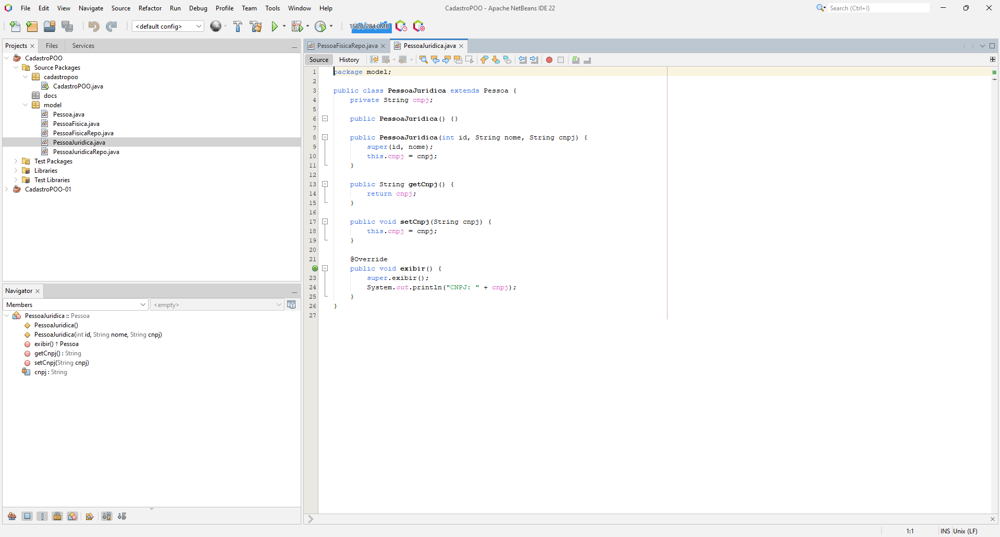 File Edit View Navigate Source Refactor Run Debug Profile Team Tools Window Help
CadastroPOO - Apache NetBeans IDE 22
Search (Ctrl+I)
<default config>
158,8/284,0MB
Projects Files Services
CadastroPOO
Source Packages
cadastropoo
CadastroPOO.java
docs
model
Pessoa.java
PessoaFisica.java
PessoaFisicaRepo.java
PessoaJuridica.java
PessoaJuridicaRepo.java
Test Packages
Libraries
Test Libraries
CadastroPOO-01
Navigator
Members
<empty>
PessoaJuridica :: Pessoa
PessoaJuridica()
PessoaJuridica(int id, String nome, String cnpj)
exibir() ↑ Pessoa
getCnpj() : String
setCnpj(String cnpj)
cnpj : String
PessoaFisicaRepo.java PessoaJuridica.java
Source History
1 package model;
2
3 public class PessoaJuridica extends Pessoa {
4 private String cnpj;
5
6 public PessoaJuridica() {}
7
8 public PessoaJuridica(int id, String nome, String cnpj) {
9 super(id, nome);
10 this.cnpj = cnpj;
11 }
12
13 public String getCnpj() {
14 return cnpj;
15 }
16
17 public void setCnpj(String cnpj) {
18 this.cnpj = cnpj;
19 }
20
21 @Override
public void exibir() {
23 super.exibir();
24 System.out.println("CNPJ: " + cnpj);
25 }
26 }
27
1:1 INS Unix (LF)